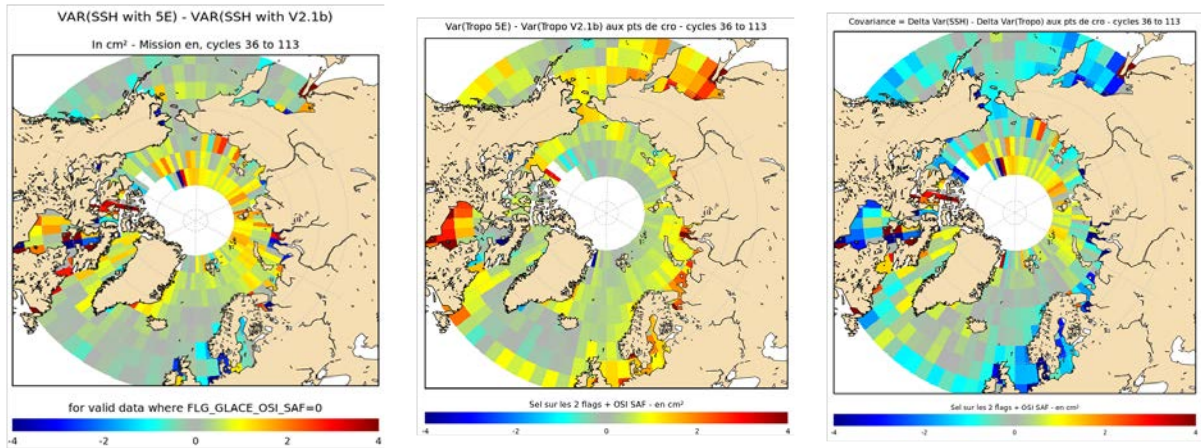 VAR(SSH with 5E) - VAR(SSH with V2.1b)
In cm² - Mission en, cycles 36 to 113
for valid data where FLG_GLACE_OSI_SAF=0
-4 -2 0 2 4
Var(Tropo 5E) - Var(Tropo V2.1b) aux pts de cro - cycles 36 to 113
Sel sur les 2 flags + OSI SAF - en cm²
-4 -2 0 2 4
Covariance = Delta Var(SSH) - Delta Var(Tropo) aux pts de cro - cycles 36 to 113
Sel sur les 2 flags + OSI SAF - en cm²
-4 -2 0 2 4